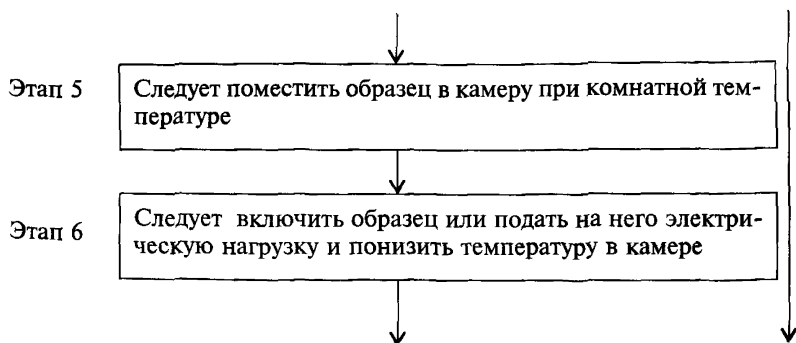 Этап 5
Следует поместить образец в камеру при комнатной тем-
пературе
Этап 6
Следует включить образец или подать на него электри-
ческую нагрузку и понизить температуру в камере